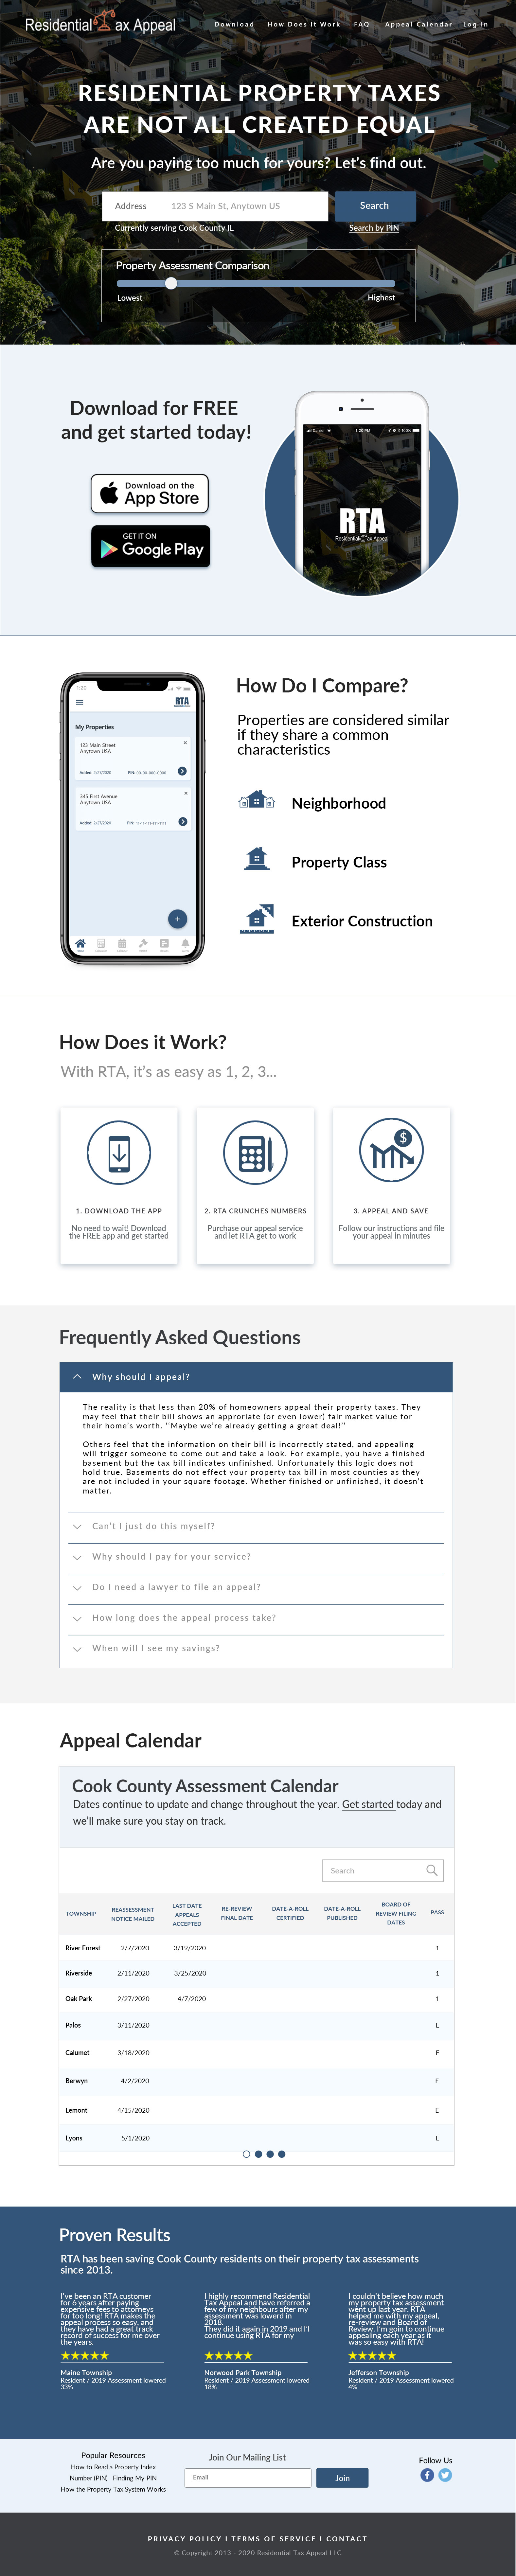 Residential Tax Appeal
Download How Does It Work FAQ Appeal Calendar Log In
RESIDENTIAL PROPERTY TAXES
ARE NOT ALL CREATED EQUAL
Are you paying too much for yours? Let's find out.
Address 123 S Main St, Anytown US Search
Currently serving Cook County IL Search by PIN
Property Assessment Comparison
Lowest Highest
Download for FREE
and get started today!
Download on the
App Store
GET IT ON
Google Play
Carrier 1:20 PM 100%
RTA
Residential Tax Appeal
1:20
RTA
My Properties
123 Main Street
Anytown USA
Added: 2/27/2020 PIN: 00-00-000-0000
345 First Avenue
Anytown USA
Added: 2/27/2020 PIN: 11-11-111-1111
How Do I Compare?
Properties are considered similar
if they share a common
characteristics
Neighborhood
Property Class
Exterior Construction
How Does it Work?
With RTA, it's as easy as 1, 2, 3...
1. DOWNLOAD THE APP
No need to wait! Download
the FREE app and get started
2. RTA CRUNCHES NUMBERS
Purchase our appeal service
and let RTA get to work
3. APPEAL AND SAVE
Follow our instructions and file
your appeal in minutes
Frequently Asked Questions
Why should I appeal?
The reality is that less than 20% of homeowners appeal their property taxes. They
may feel that their bill shows an approriate (or even lower) fair market value for
their home's worth. ''Maybe we're already getting a great deal!''
Others feel that the information on their bill is incorrectly stated, and appealing
will trigger someone to come out and take a look. For example, you have a finished
basement but the tax bill indicates unfinished. Unfortunately this logic does not
hold true. Basements do not effect your property tax bill in most counties as they
are not included in your square footage. Whether finished or unfinished, it doesn't
matter.
Can't I just do this myself?
Why should I pay for your service?
Do I need a lawyer to file an appeal?
How long does the appeal process take?
When will I see my savings?
Appeal Calendar
Cook County Assessment Calendar
Dates continue to update and change throughout the year. Get started today and
we'll make sure you stay on track.
Search
TOWNSHIP REASSESSMENT NOTICE MAILED LAST DATE APPEALS ACCEPTED RE-REVIEW FINAL DATE DATE-A-ROLL CERTIFIED DATE-A-ROLL PUBLISHED BOARD OF REVIEW FILING DATES PASS
River Forest 2/7/2020 3/19/2020 1
Riverside 2/11/2020 3/25/2020 1
Oak Park 2/27/2020 4/7/2020 1
Palos 3/11/2020 E
Calumet 3/18/2020 E
Berwyn 4/2/2020 E
Lemont 4/15/2020 E
Lyons 5/1/2020 E
Proven Results
RTA has been saving Cook County residents on their property tax assessments
since 2013.
I've been an RTA customer
for 6 years after paying
expensive fees to attorneys
for too long! RTA makes the
appeal process so easy, and
they have had a great track
record of success for me over
the years.
Maine Township
Resident / 2019 Assessment lowered
33%
I highly recommend Residential
Tax Appeal and have referred a
few of my neighbours after my
assessment was lowerd in
2018.
They did it again in 2019 and I'l
continue using RTA for my
Norwood Park Township
Resident / 2019 Assessment lowered
18%
I couldn't believe how much
my property tax assessment
went up last year. RTA
helped me with my appeal,
re-review and Board of
Review. I'm goin to continue
appealing each year as it
was so easy with RTA!
Jefferson Township
Resident / 2019 Assessment lowered
4%
Popular Resources
How to Read a Property Index
Number (PIN) Finding My PIN
How the Property Tax System Works
Join Our Mailing List
Email Join
Follow Us
PRIVACY POLICY I TERMS OF SERVICE I CONTACT
© Copyright 2013 - 2020 Residential Tax Appeal LLC